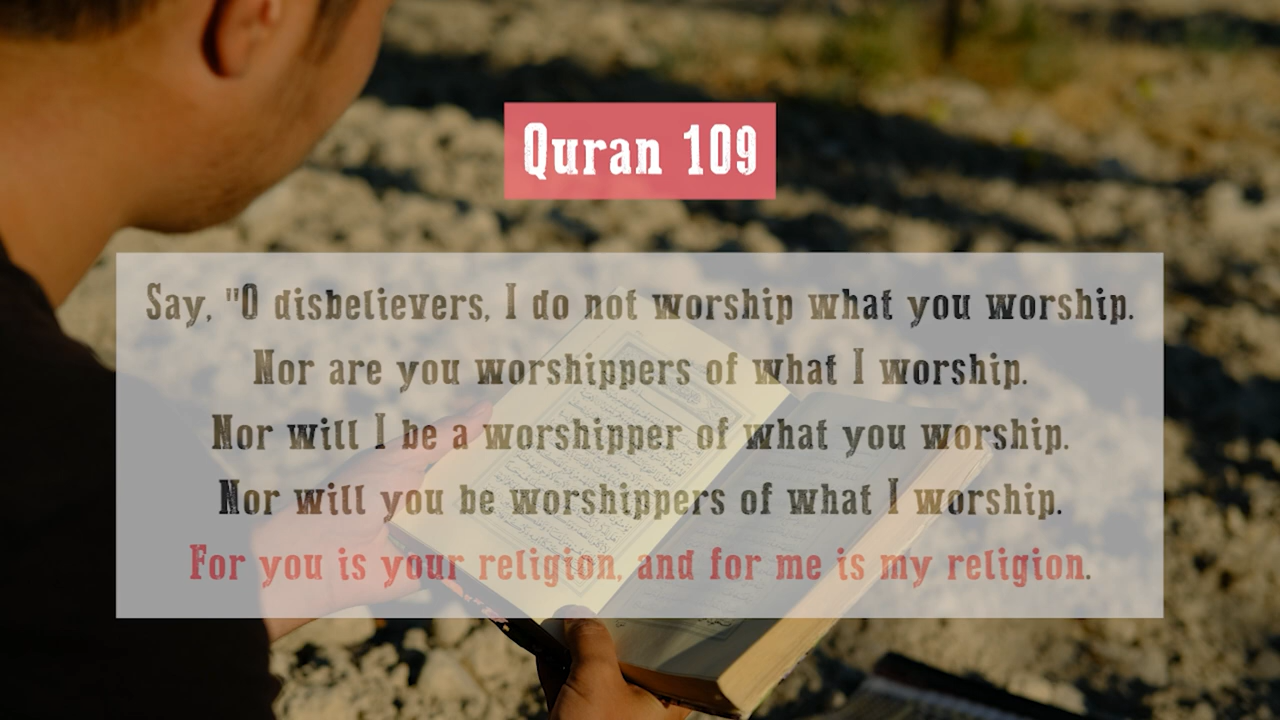 Quran 109
Say, "O disbelievers, I do not worship what you worship.
Nor are you worshippers of what I worship.
Nor will I be a worshipper of what you worship.
Nor will you be worshippers of what I worship.
For you is your religion, and for me is my religion.